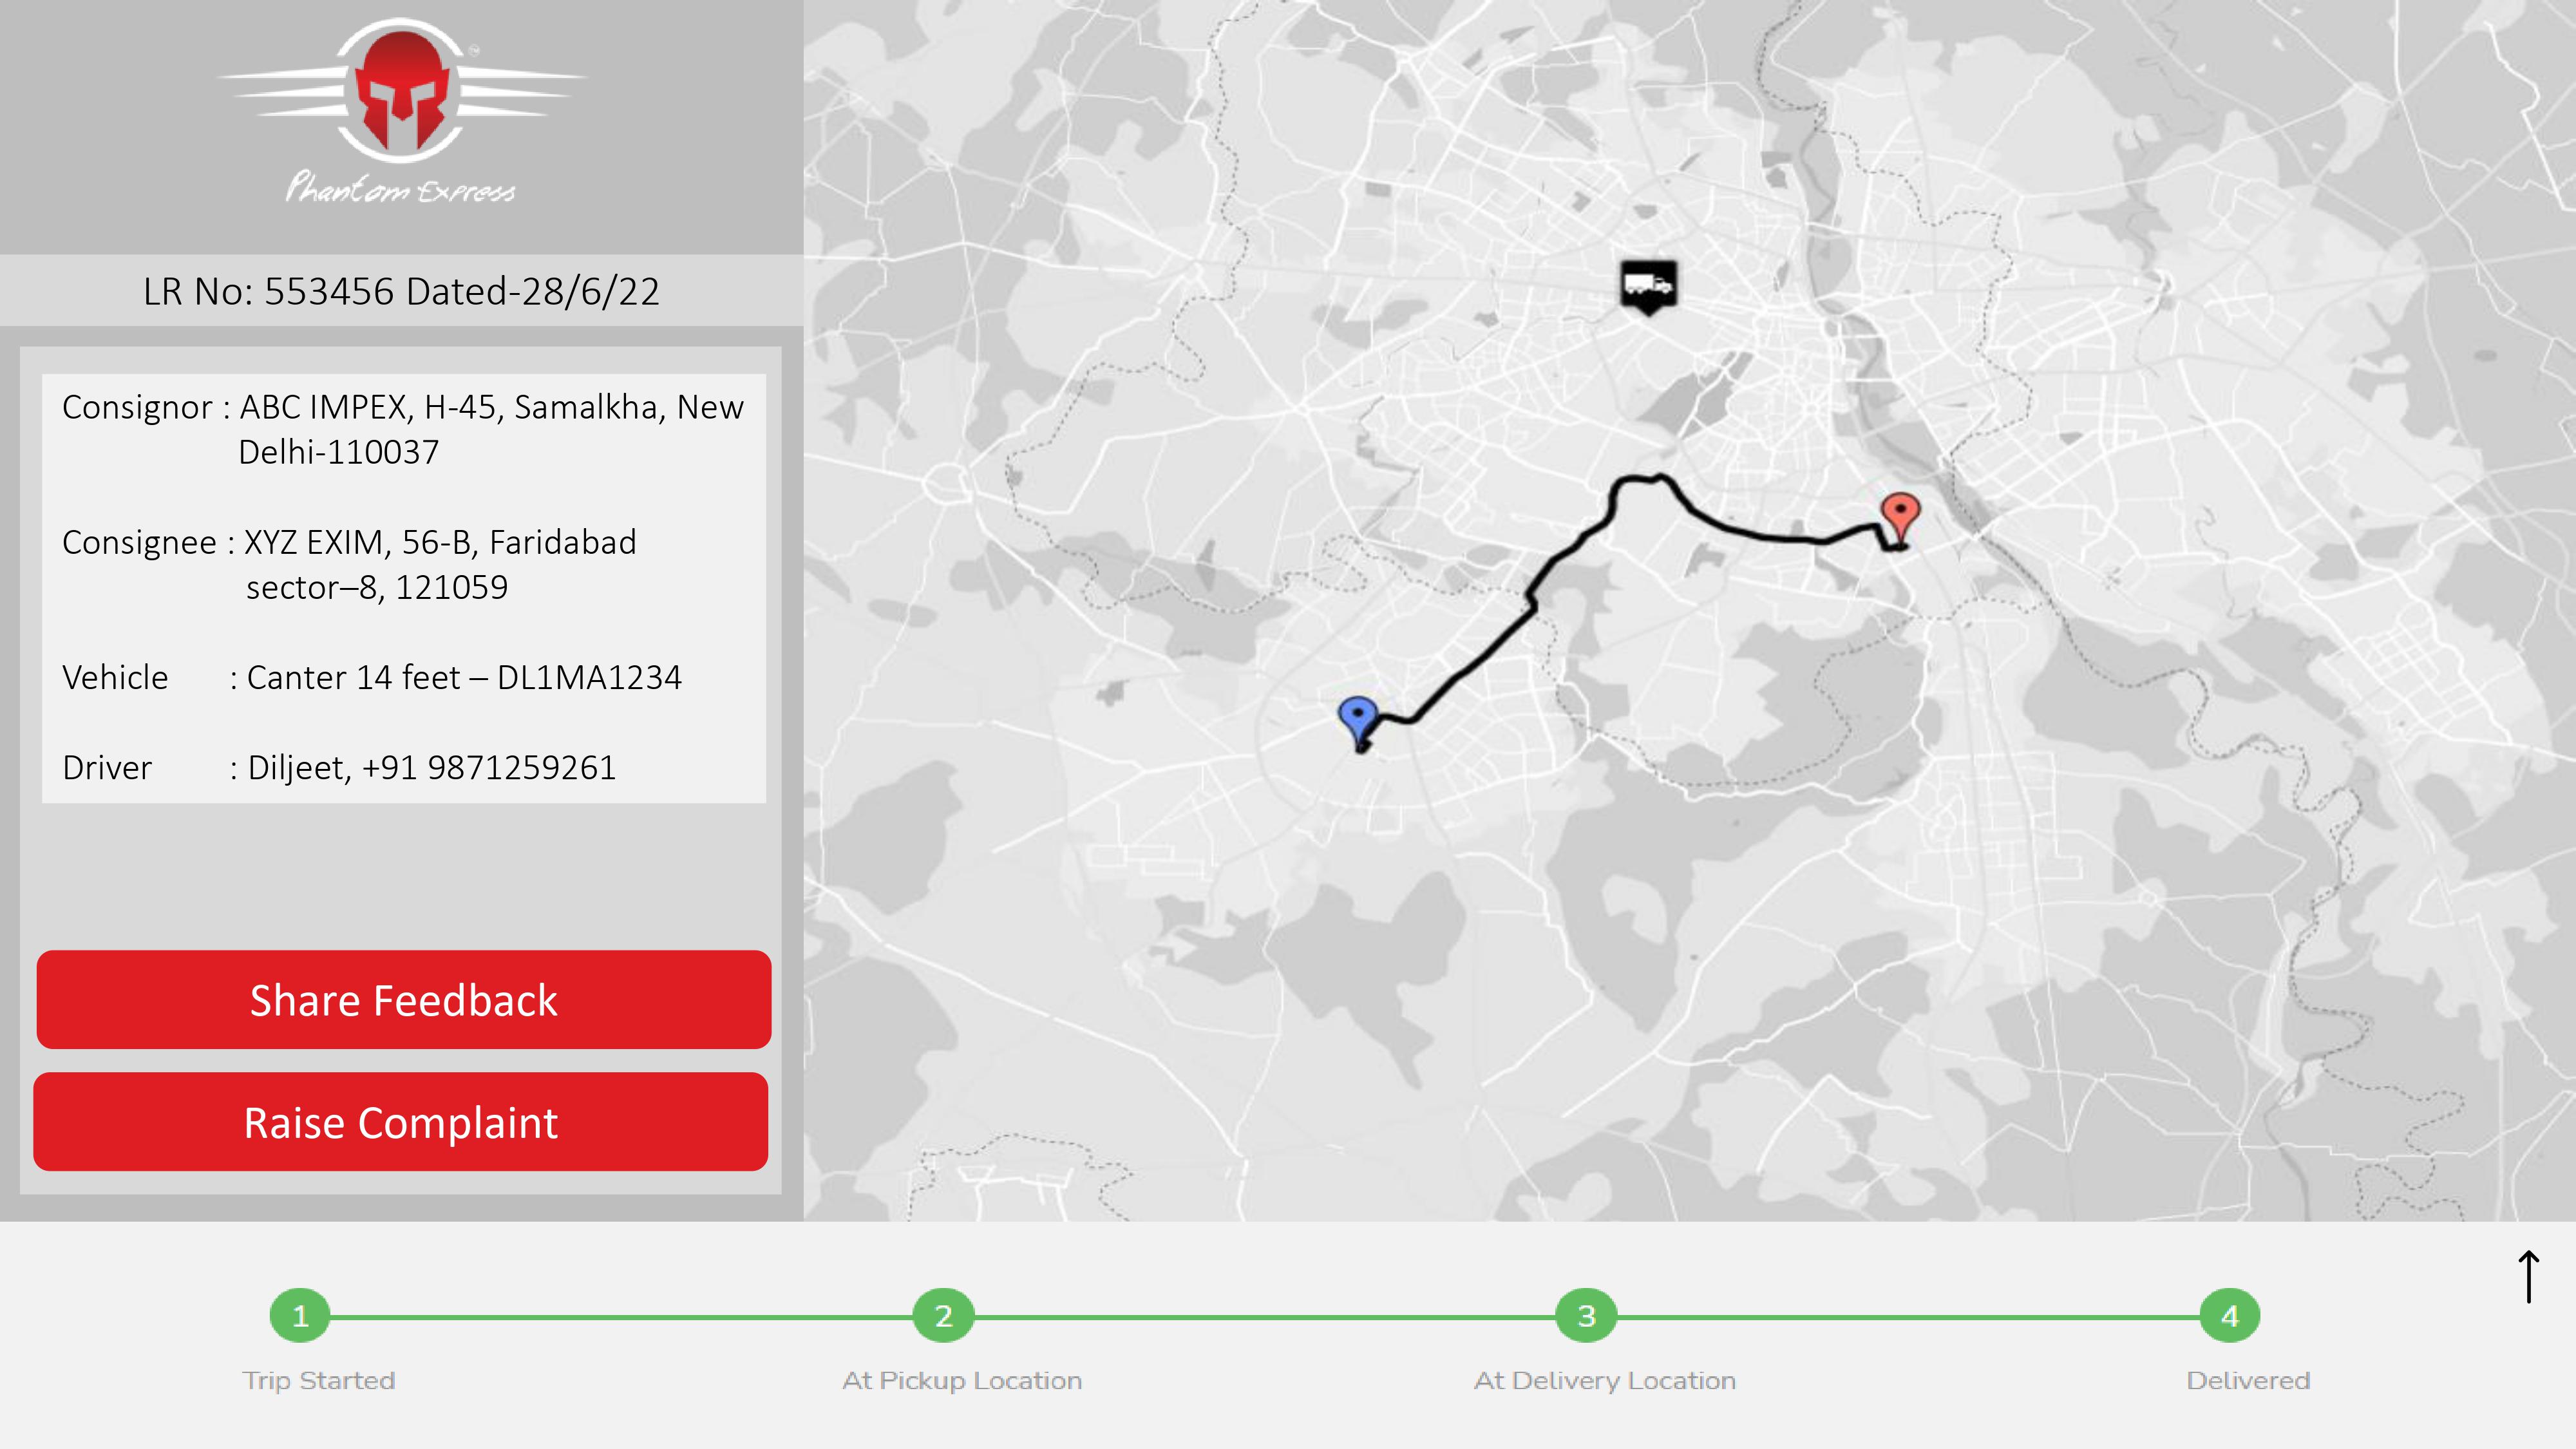 Phantom Express
LR No: 553456 Dated-28/6/22
Consignor : ABC IMPEX, H-45, Samalkha, New
Delhi-110037
Consignee : XYZ EXIM, 56-B, Faridabad
sector–8, 121059
Vehicle : Canter 14 feet – DL1MA1234
Driver : Diljeet, +91 9871259261
Share Feedback
Raise Complaint
1
2
3
4
Trip Started
At Pickup Location
At Delivery Location
Delivered